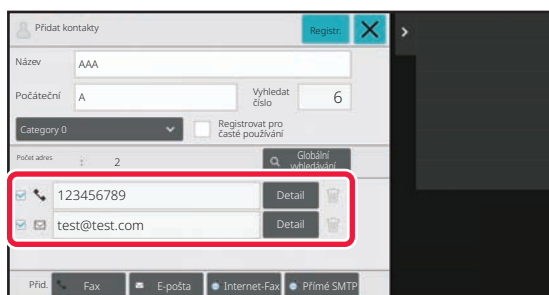 Přidat kontakty
Registr.
Název
AAA
Počáteční
A
Vyhledat
číslo
6
Category 0
Registrovat pro
časté používání
Počet adres
:
2
Globální
vyhledávání
123456789
Detail
test@test.com
Detail
Přid.
Fax
E-pošta
Internet-Fax
Přímé SMTP